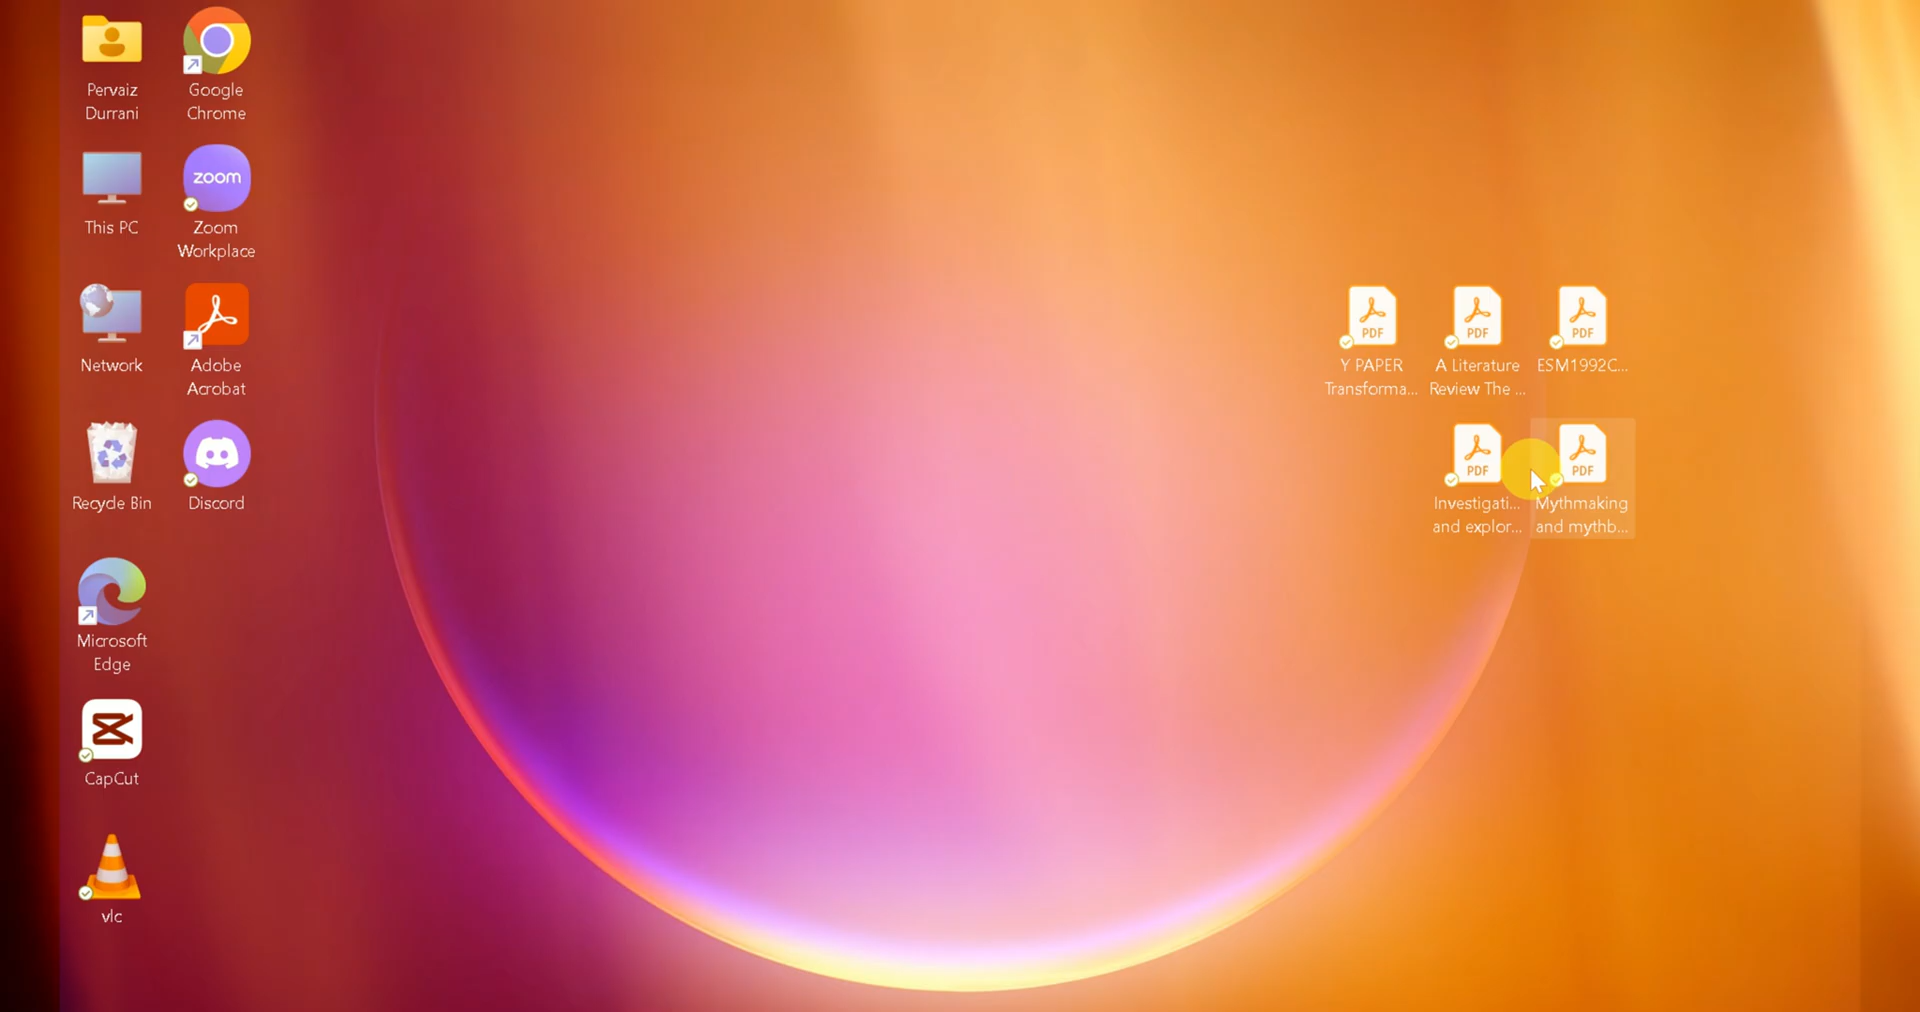 Pervaiz
Durrani
Google
Chrome
This PC
zoom
Zoom
Workplace
Network
Adobe
Acrobat
Recycle Bin
Discord
Microsoft
Edge
CapCut
vlc
PDF
Y PAPER
Transforma...
PDF
A Literature
Review The ...
PDF
ESM1992C...
PDF
Investigati...
and explor...
PDF
Mythmaking
and mythb...